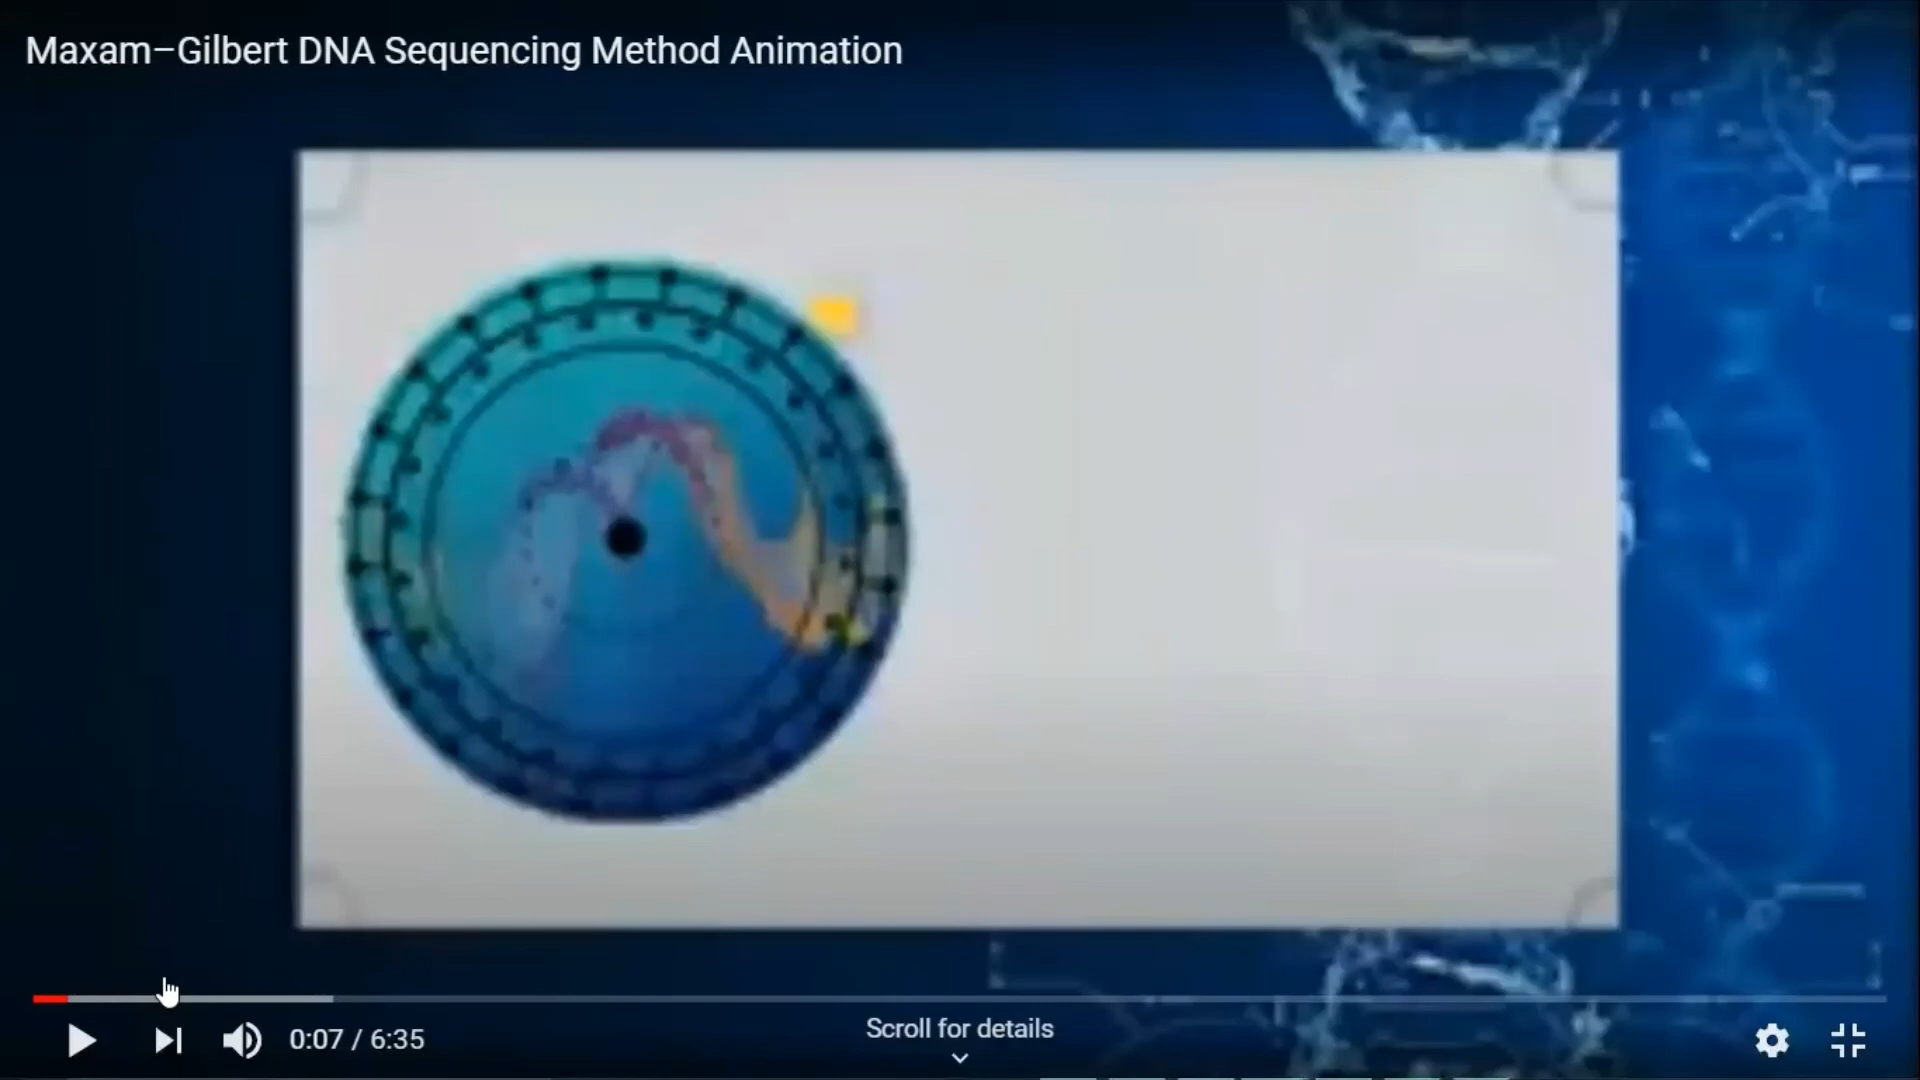 Maxam–Gilbert DNA Sequencing Method Animation
0:07 / 6:35
Scroll for details